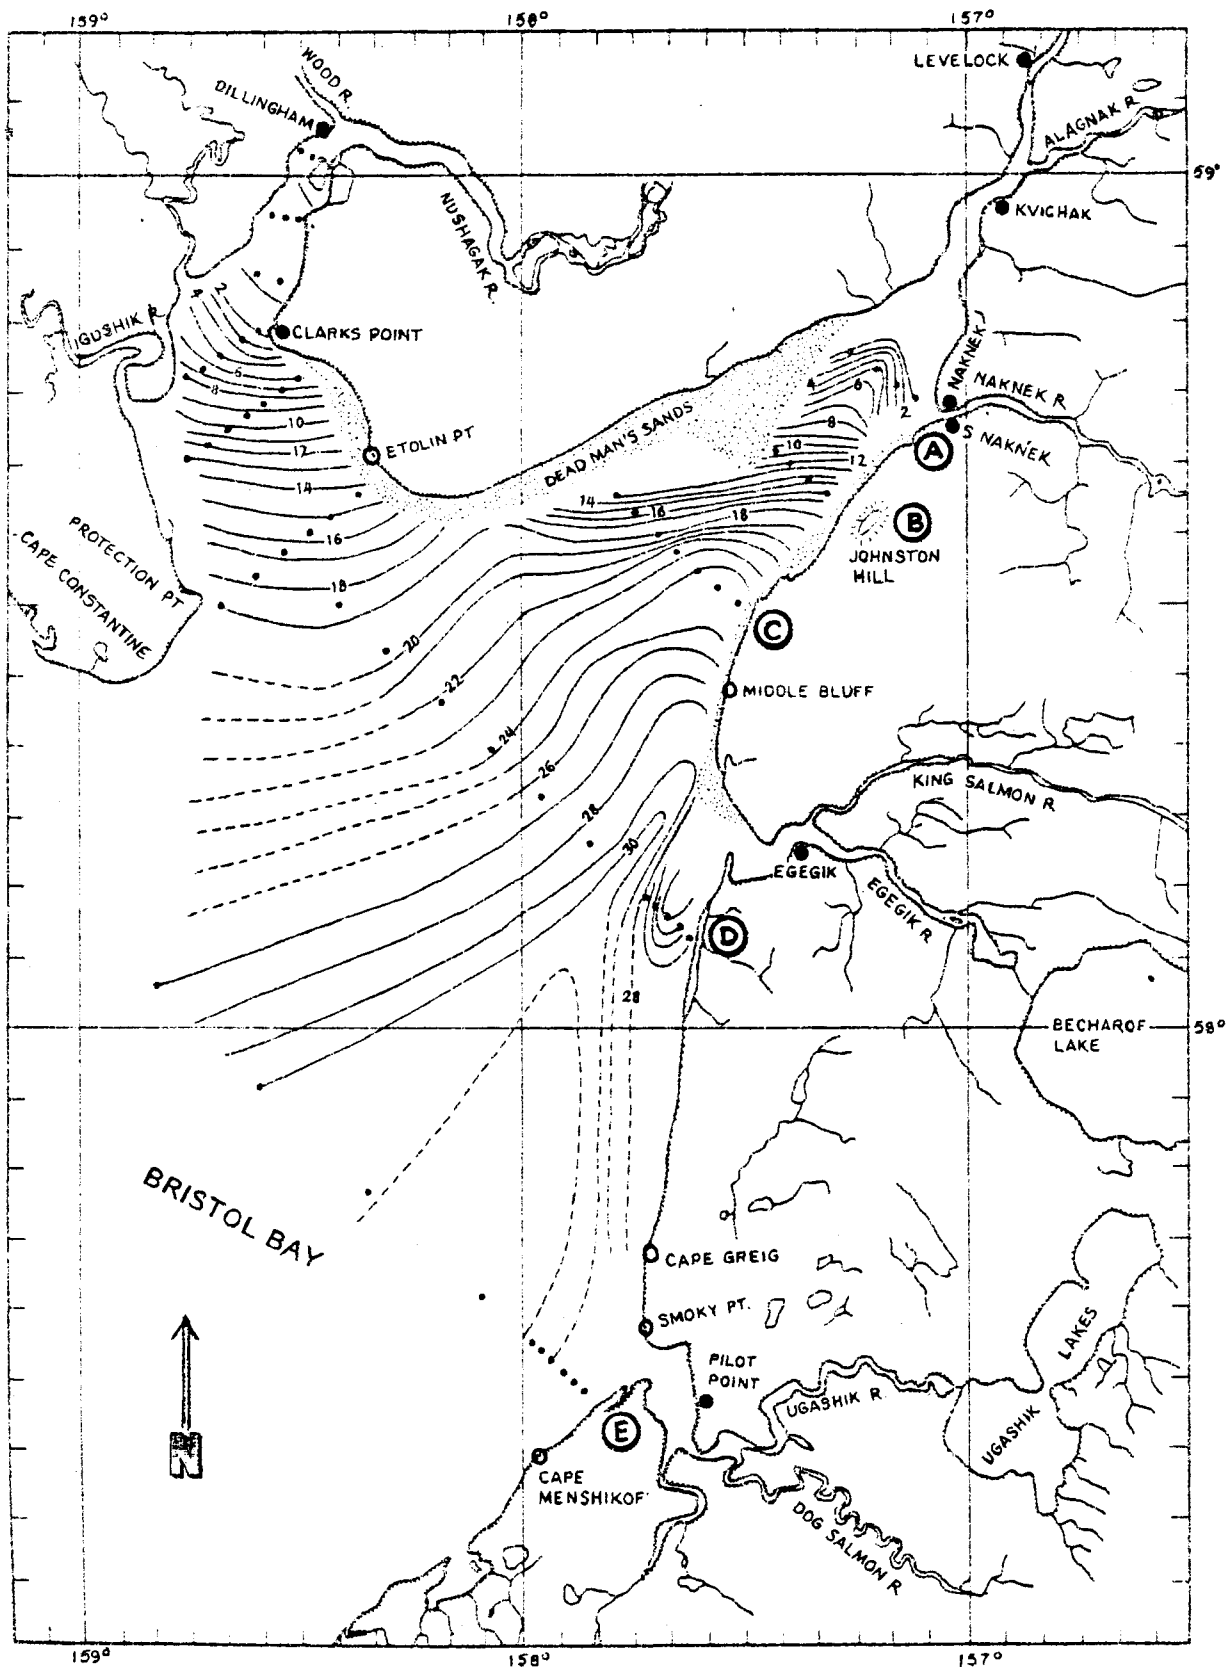 159°
158°
157°
LEVELOCK
WOOD R.
DILLINGHAM
ALAGNAK R.
59°
KVICHAK
NUSHAGAK R.
IGUSHIK R.
4
2
CLARKS POINT
6
8
10
12
14
16
18
NAKNEK
NAKNEK R.
S NAKNEK
A
4
6
8
2
10
12
DEAD MAN'S SANDS
ETOLIN PT
14
16
18
B
JOHNSTON
HILL
PROTECTION PT
CAPE CONSTANTINE
C
20
22
24
26
28
30
MIDDLE BLUFF
KING SALMON R
EGEGIK
EGEGIK R
D
28
BECHAROF
LAKE
58°
BRISTOL BAY
CAPE GREIG
SMOKY PT.
PILOT
POINT
UGASHIK R
UGASHIK
LAKES
N
E
CAPE
MENSHIKOF
DOG SALMON R
159°
158°
157°